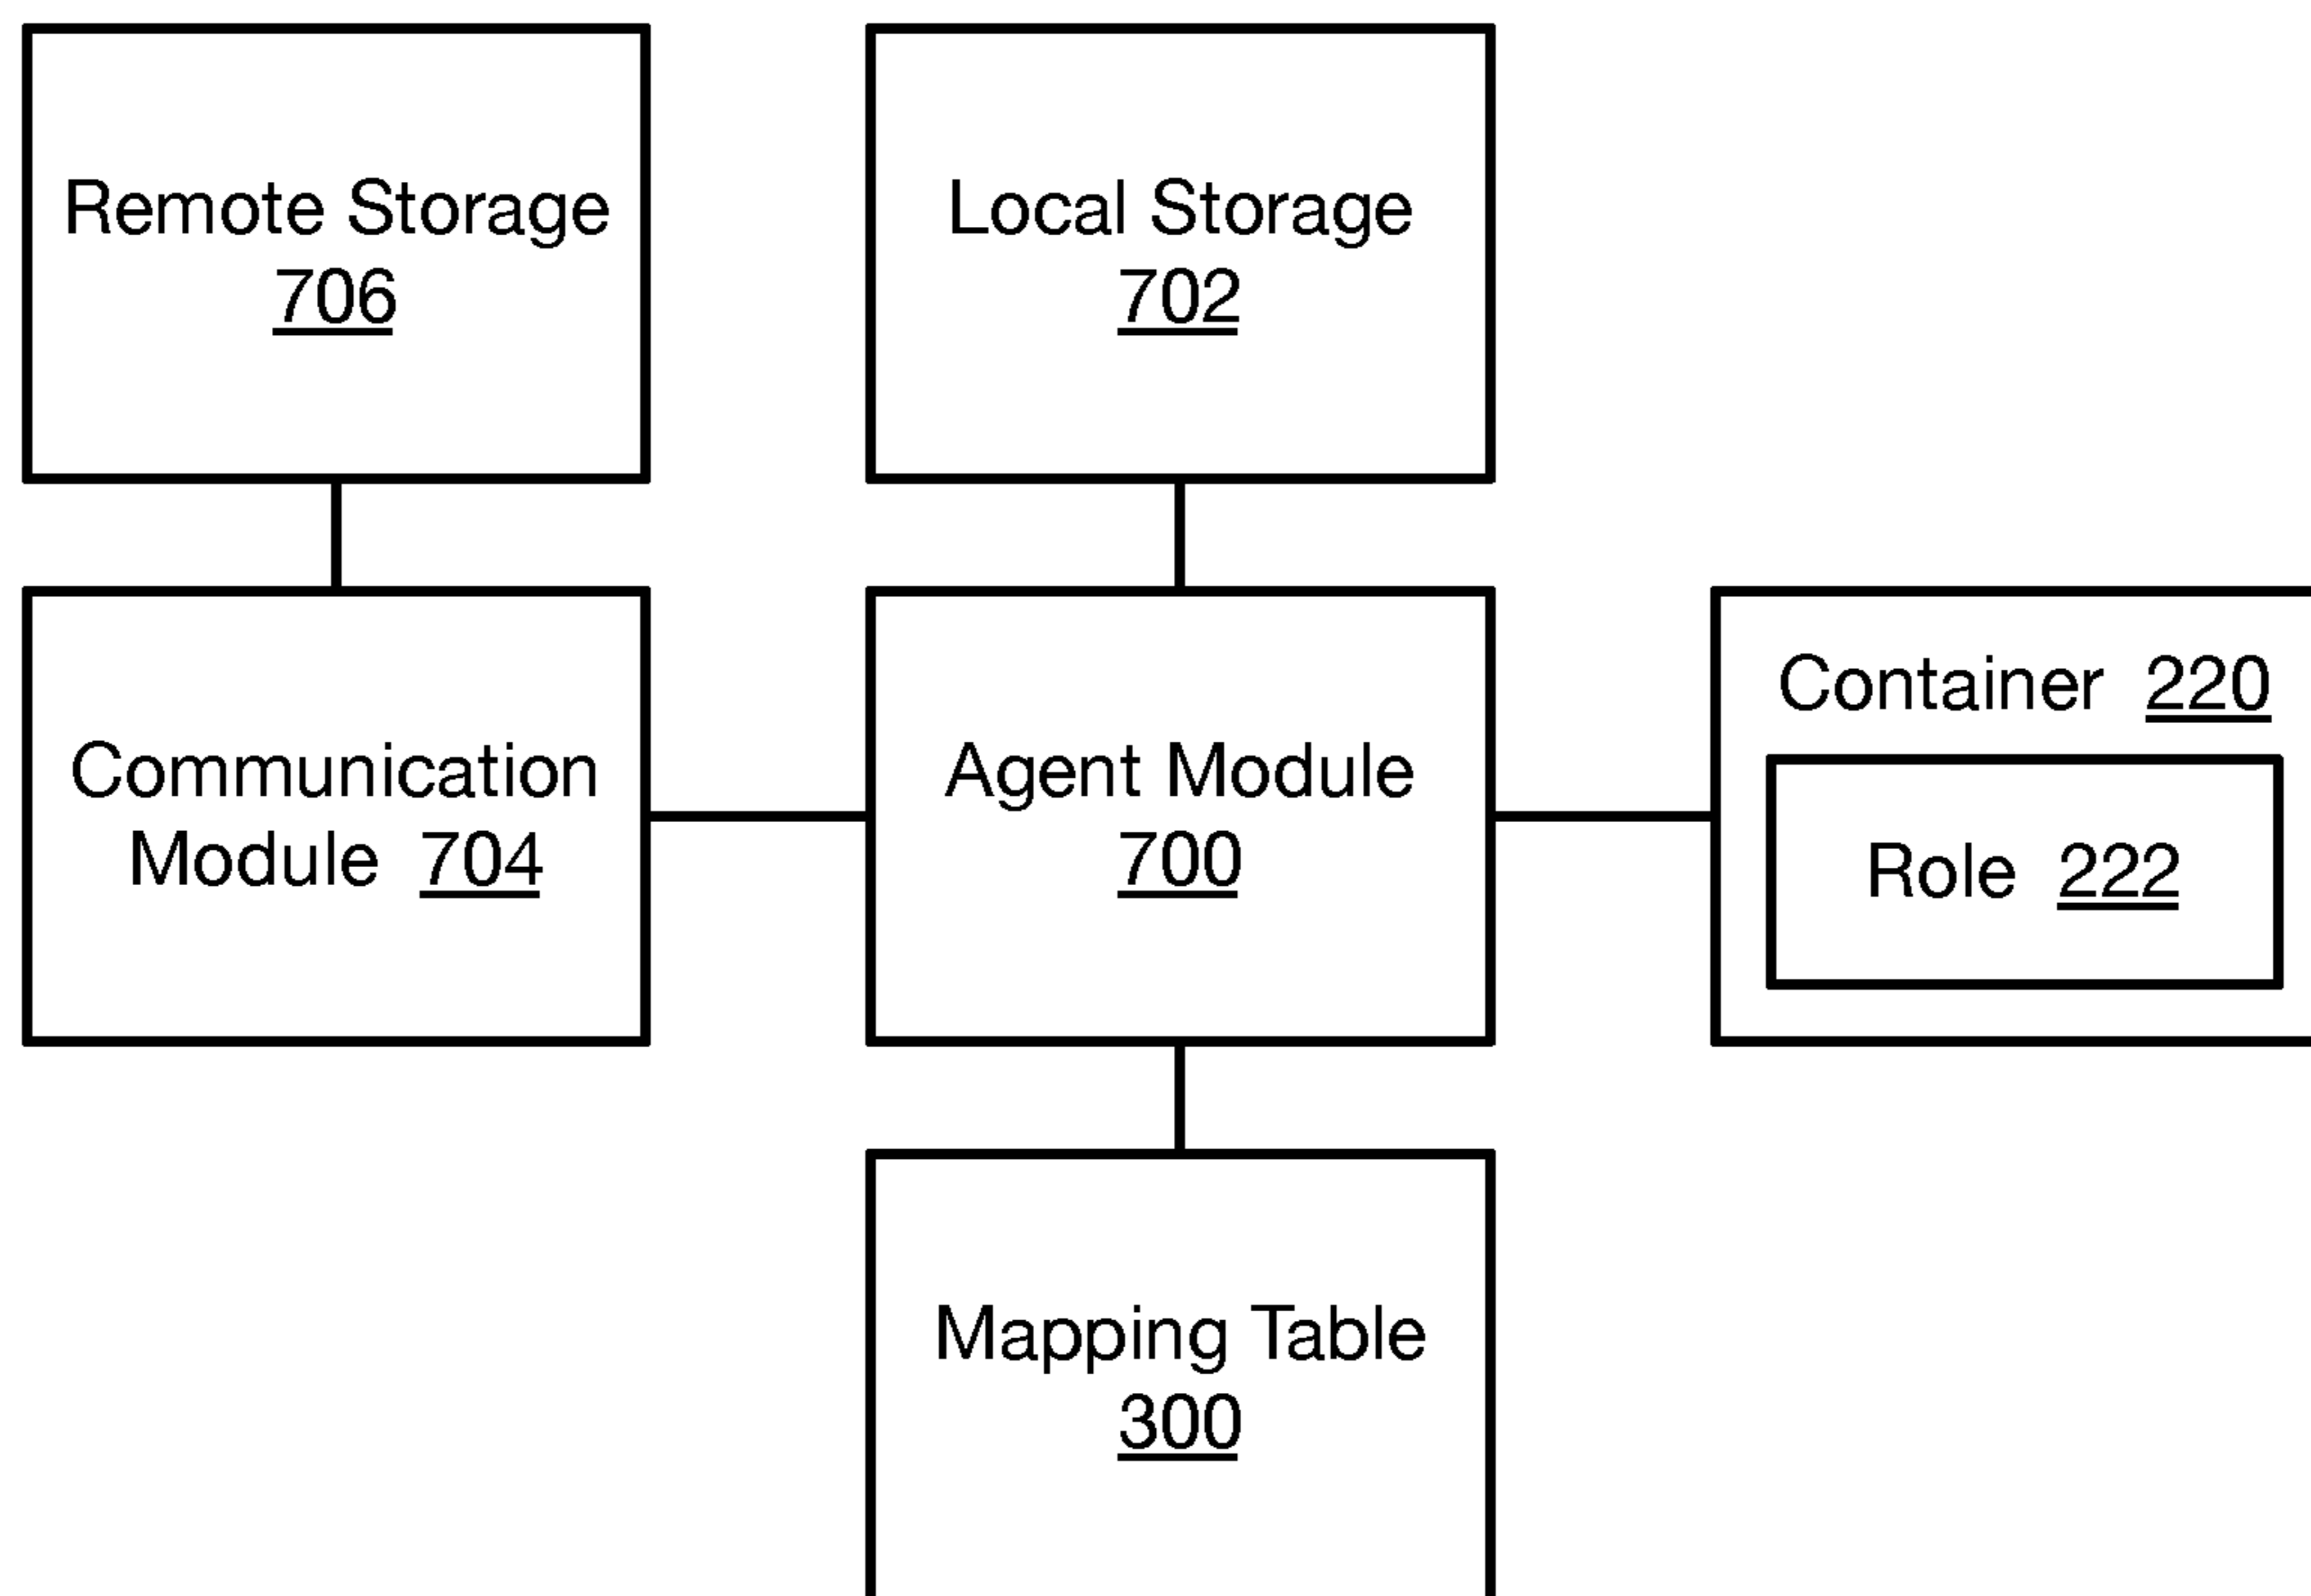 Remote Storage
706
Local Storage
702
Communication
Module 704
Agent Module
700
Container 220
Role 222
Mapping Table
300